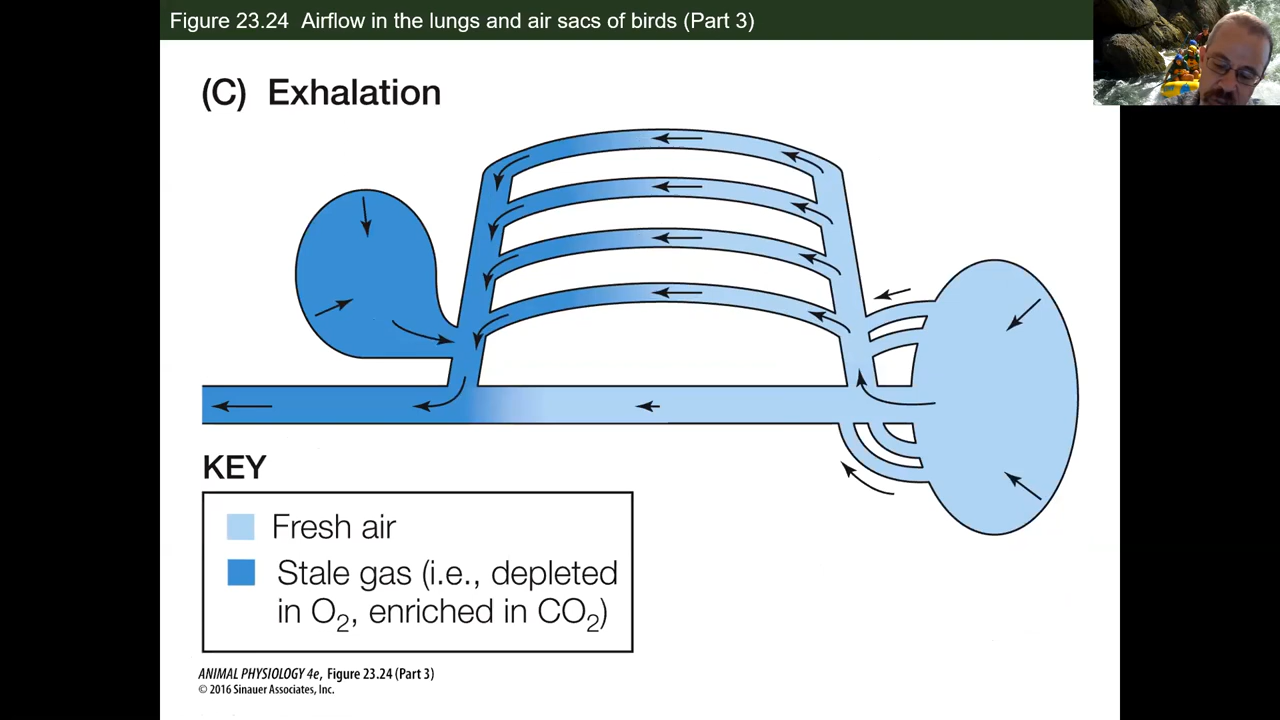 Figure 23.24 Airflow in the lungs and air sacs of birds (Part 3)
(C) Exhalation
KEY
Fresh air
Stale gas (i.e., depleted
in O₂, enriched in CO₂)
ANIMAL PHYSIOLOGY 4e, Figure 23.24 (Part 3)
© 2016 Sinauer Associates, Inc.